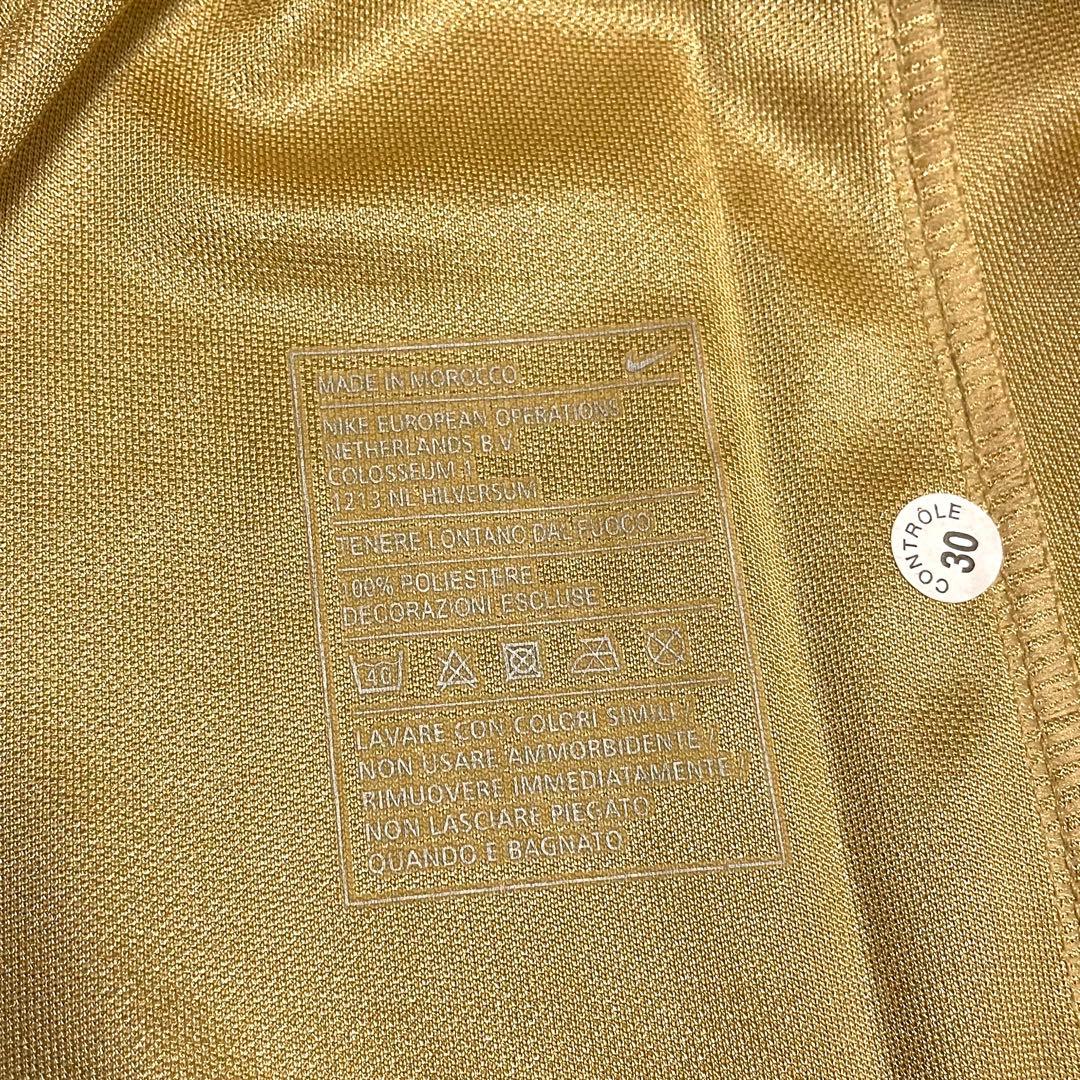 MADE IN MOROCCO
NIKE EUROPEAN OPERATIONS
NETHERLANDS B.V.
COLOSSEUM 1
1213 NL HILVERSUM
TENERE LONTANO DAL FUOCO
100% POLIESTERE
DECORAZIONI ESCLUSE
40
LAVARE CON COLORI SIMILI /
NON USARE AMMORBIDENTE /
RIMUOVERE IMMEDIATAMENTE /
NON LASCIARE PIEGATO
QUANDO E BAGNATO
CONTRÔLE
30